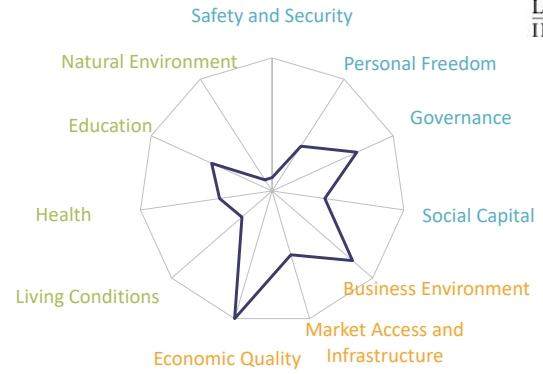 Safety and Security
Natural Environment
Personal Freedom
Education
Governance
Health
Social Capital
Living Conditions
Business Environment
Market Access and
Infrastructure
Economic Quality